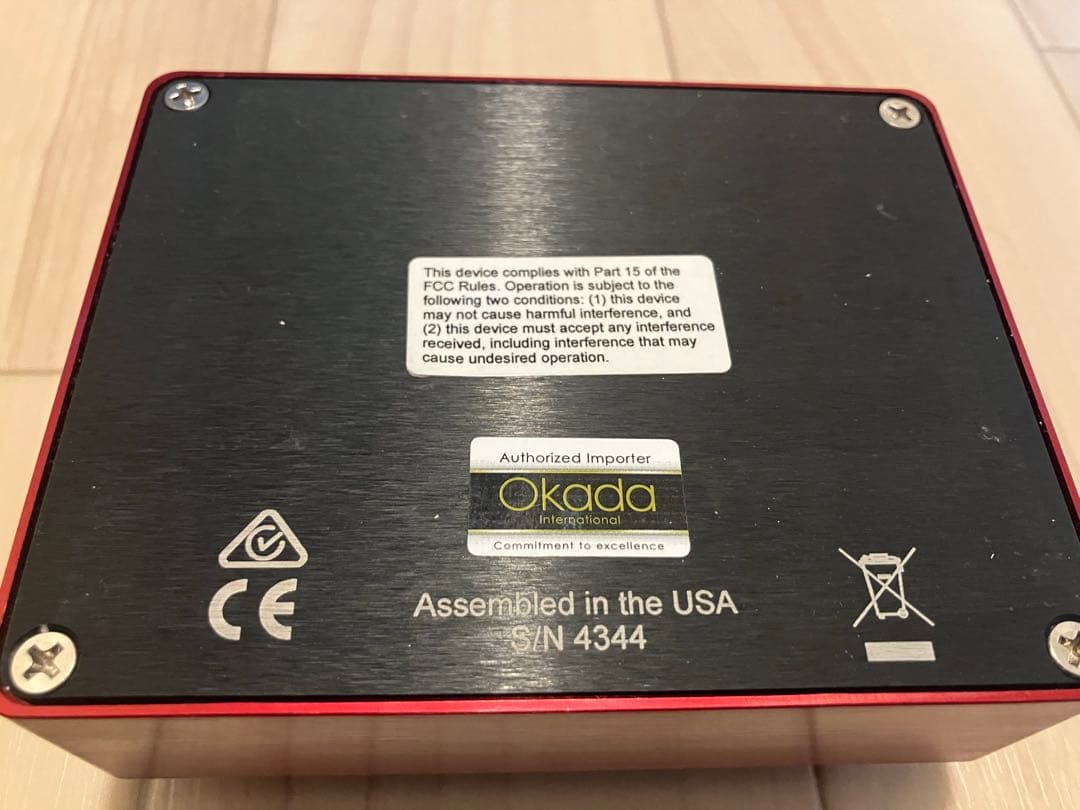 This device complies with Part 15 of the
FCC Rules. Operation is subject to the
following two conditions: (1) this device
may not cause harmful interference, and
(2) this device must accept any interference
received, including interference that may
cause undesired operation.
Authorized Importer
Okada
International
Commitment to excellence
CE
Assembled in the USA
S/N 4344